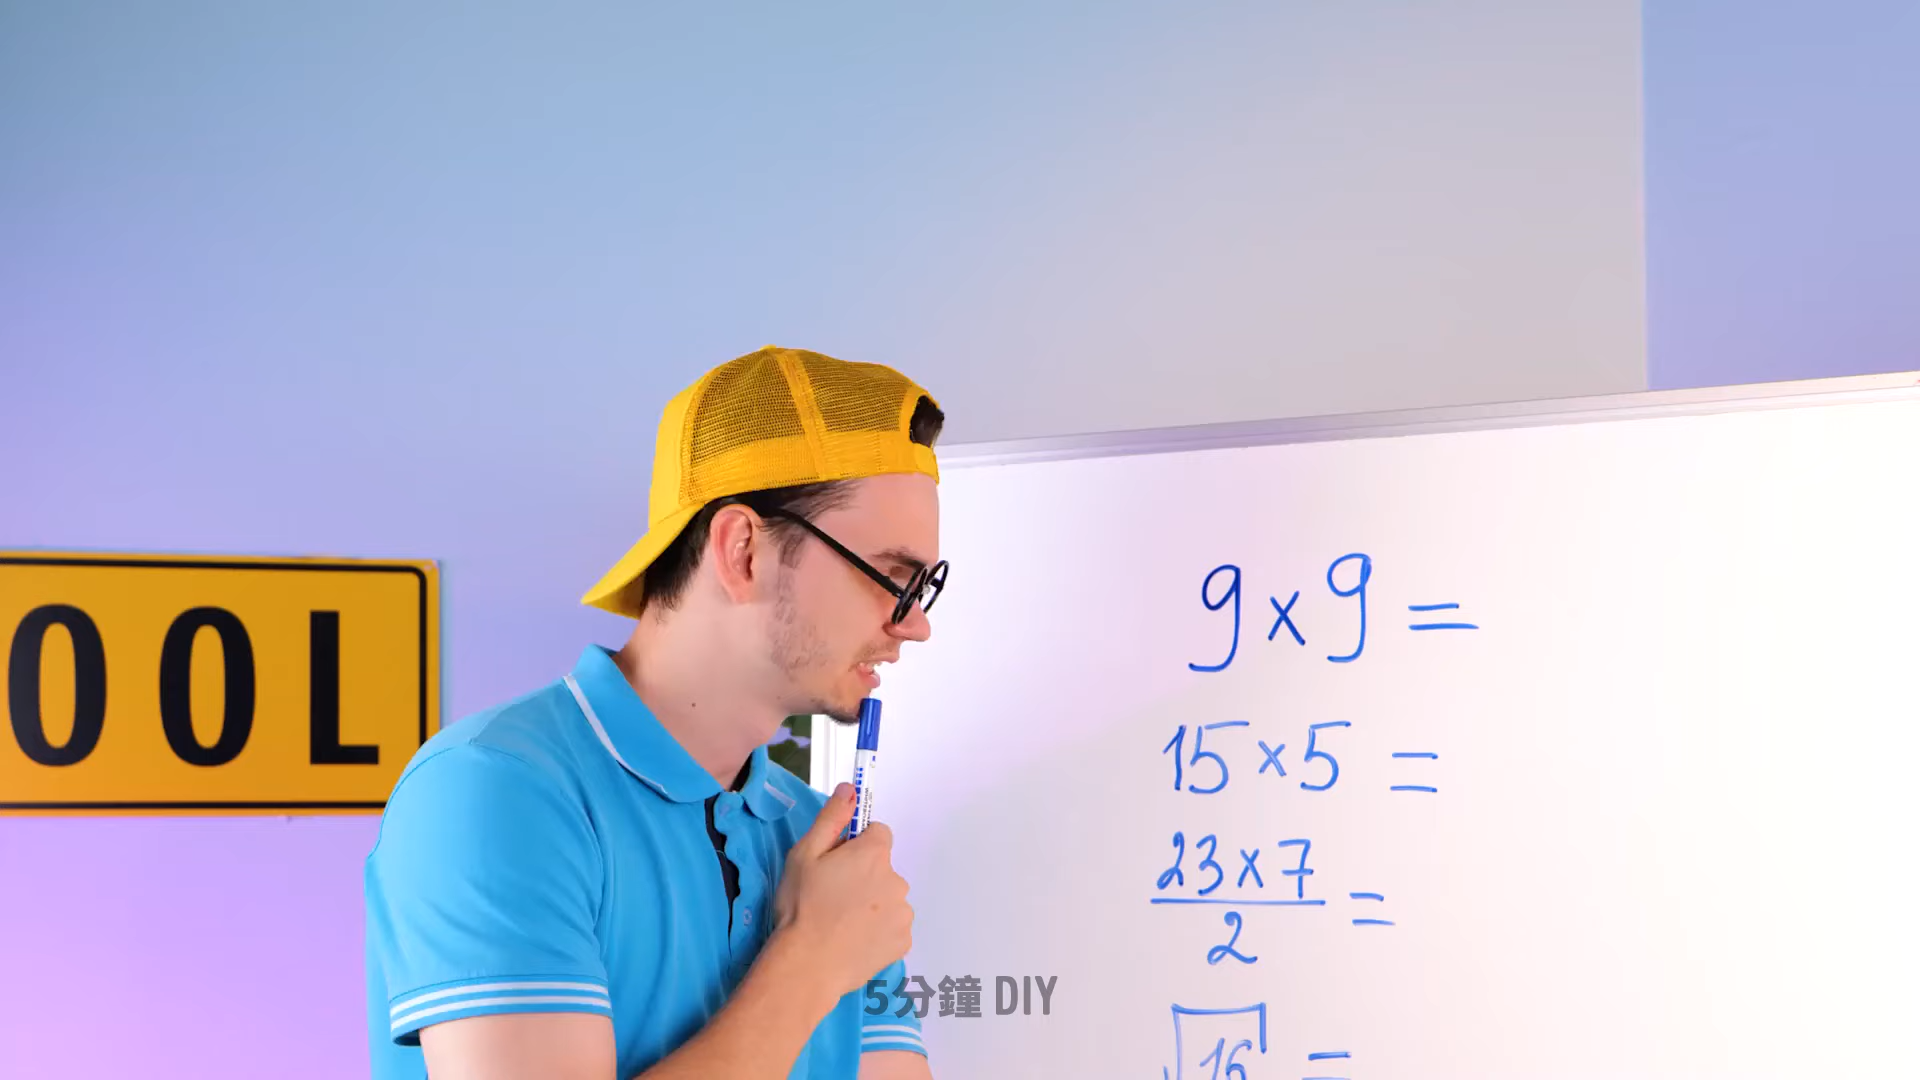 OOL
9 x 9 =
15 x 5 =
23 x 7
2
=
√16 =
5分鐘 DIY